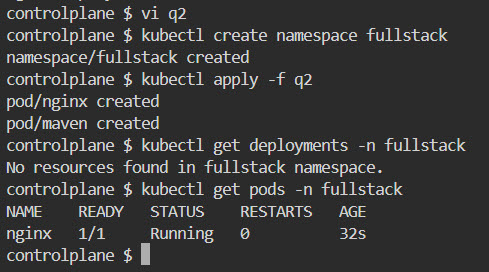 controlplane $ vi q2
controlplane $ kubectl create namespace fullstack
namespace/fullstack created
controlplane $ kubectl apply -f q2
pod/nginx created
pod/maven created
controlplane $ kubectl get deployments -n fullstack
No resources found in fullstack namespace.
controlplane $ kubectl get pods -n fullstack
NAME READY STATUS RESTARTS AGE
nginx 1/1 Running 0 32s
controlplane $